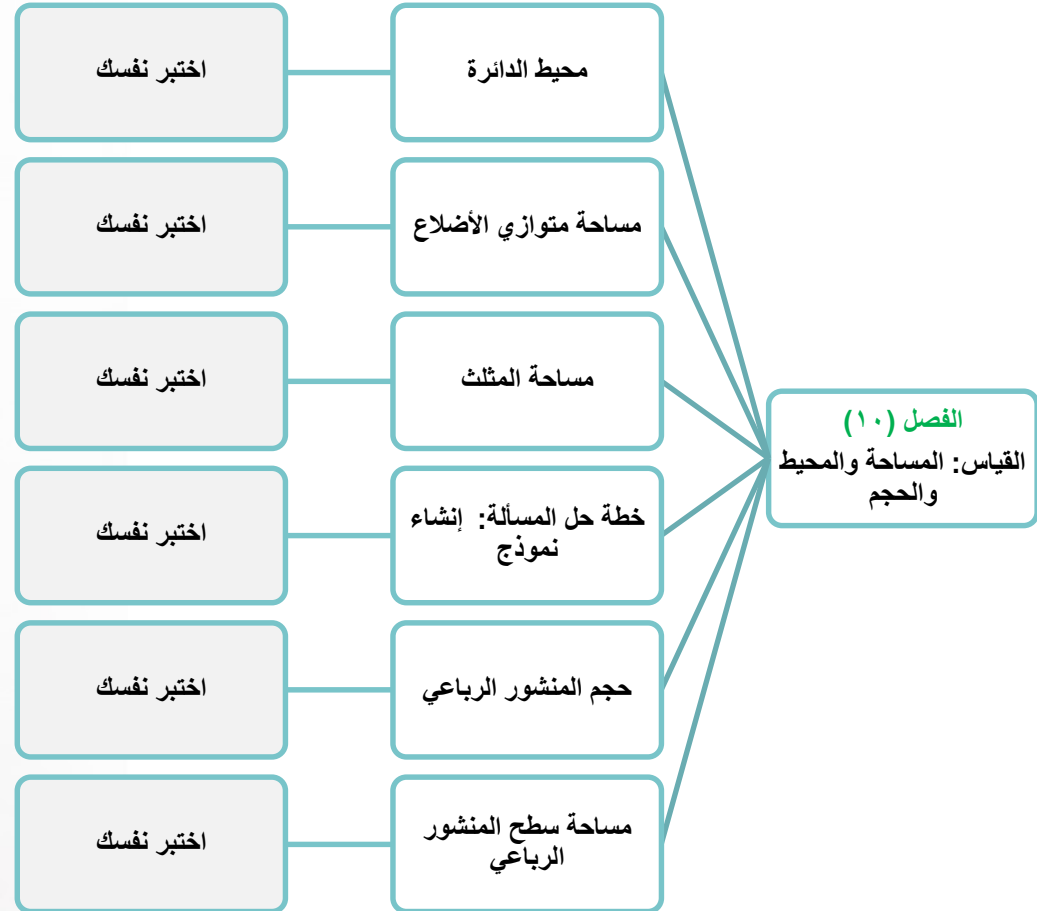 الفصل (١٠)
القياس: المساحة والمحيط
والحجم
محيط الدائرة
اختبر نفسك
مساحة متوازي الأضلاع
اختبر نفسك
مساحة المثلث
اختبر نفسك
خطة حل المسألة: إنشاء
نموذج
اختبر نفسك
حجم المنشور الرباعي
اختبر نفسك
مساحة سطح المنشور
الرباعي
اختبر نفسك